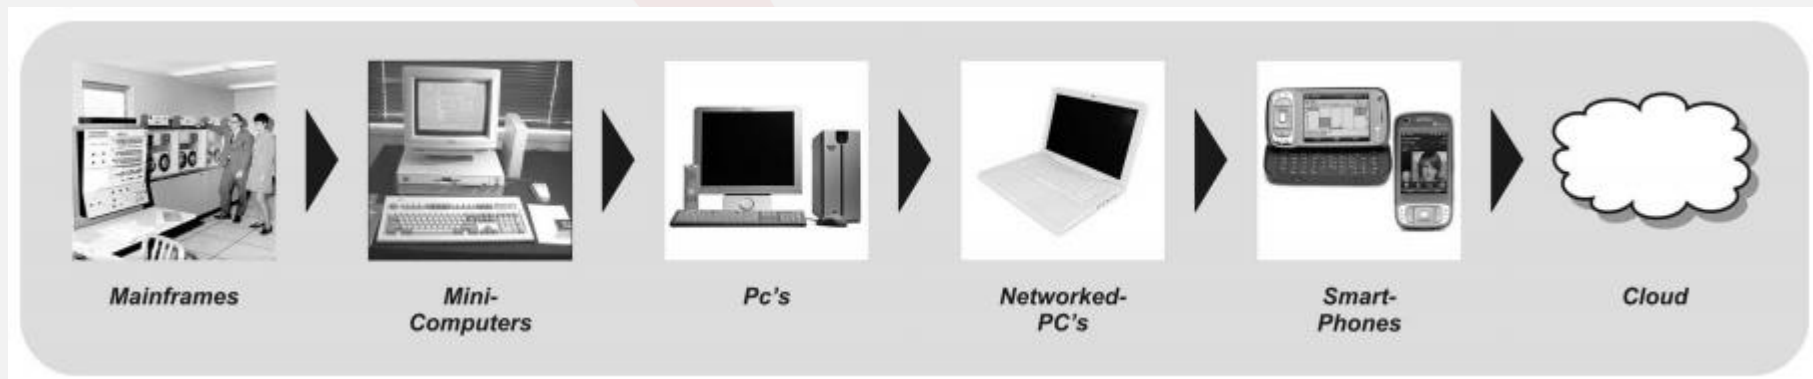 Mainframes
Mini-
Computers
Pc's
Networked-
PC's
Smart-
Phones
Cloud